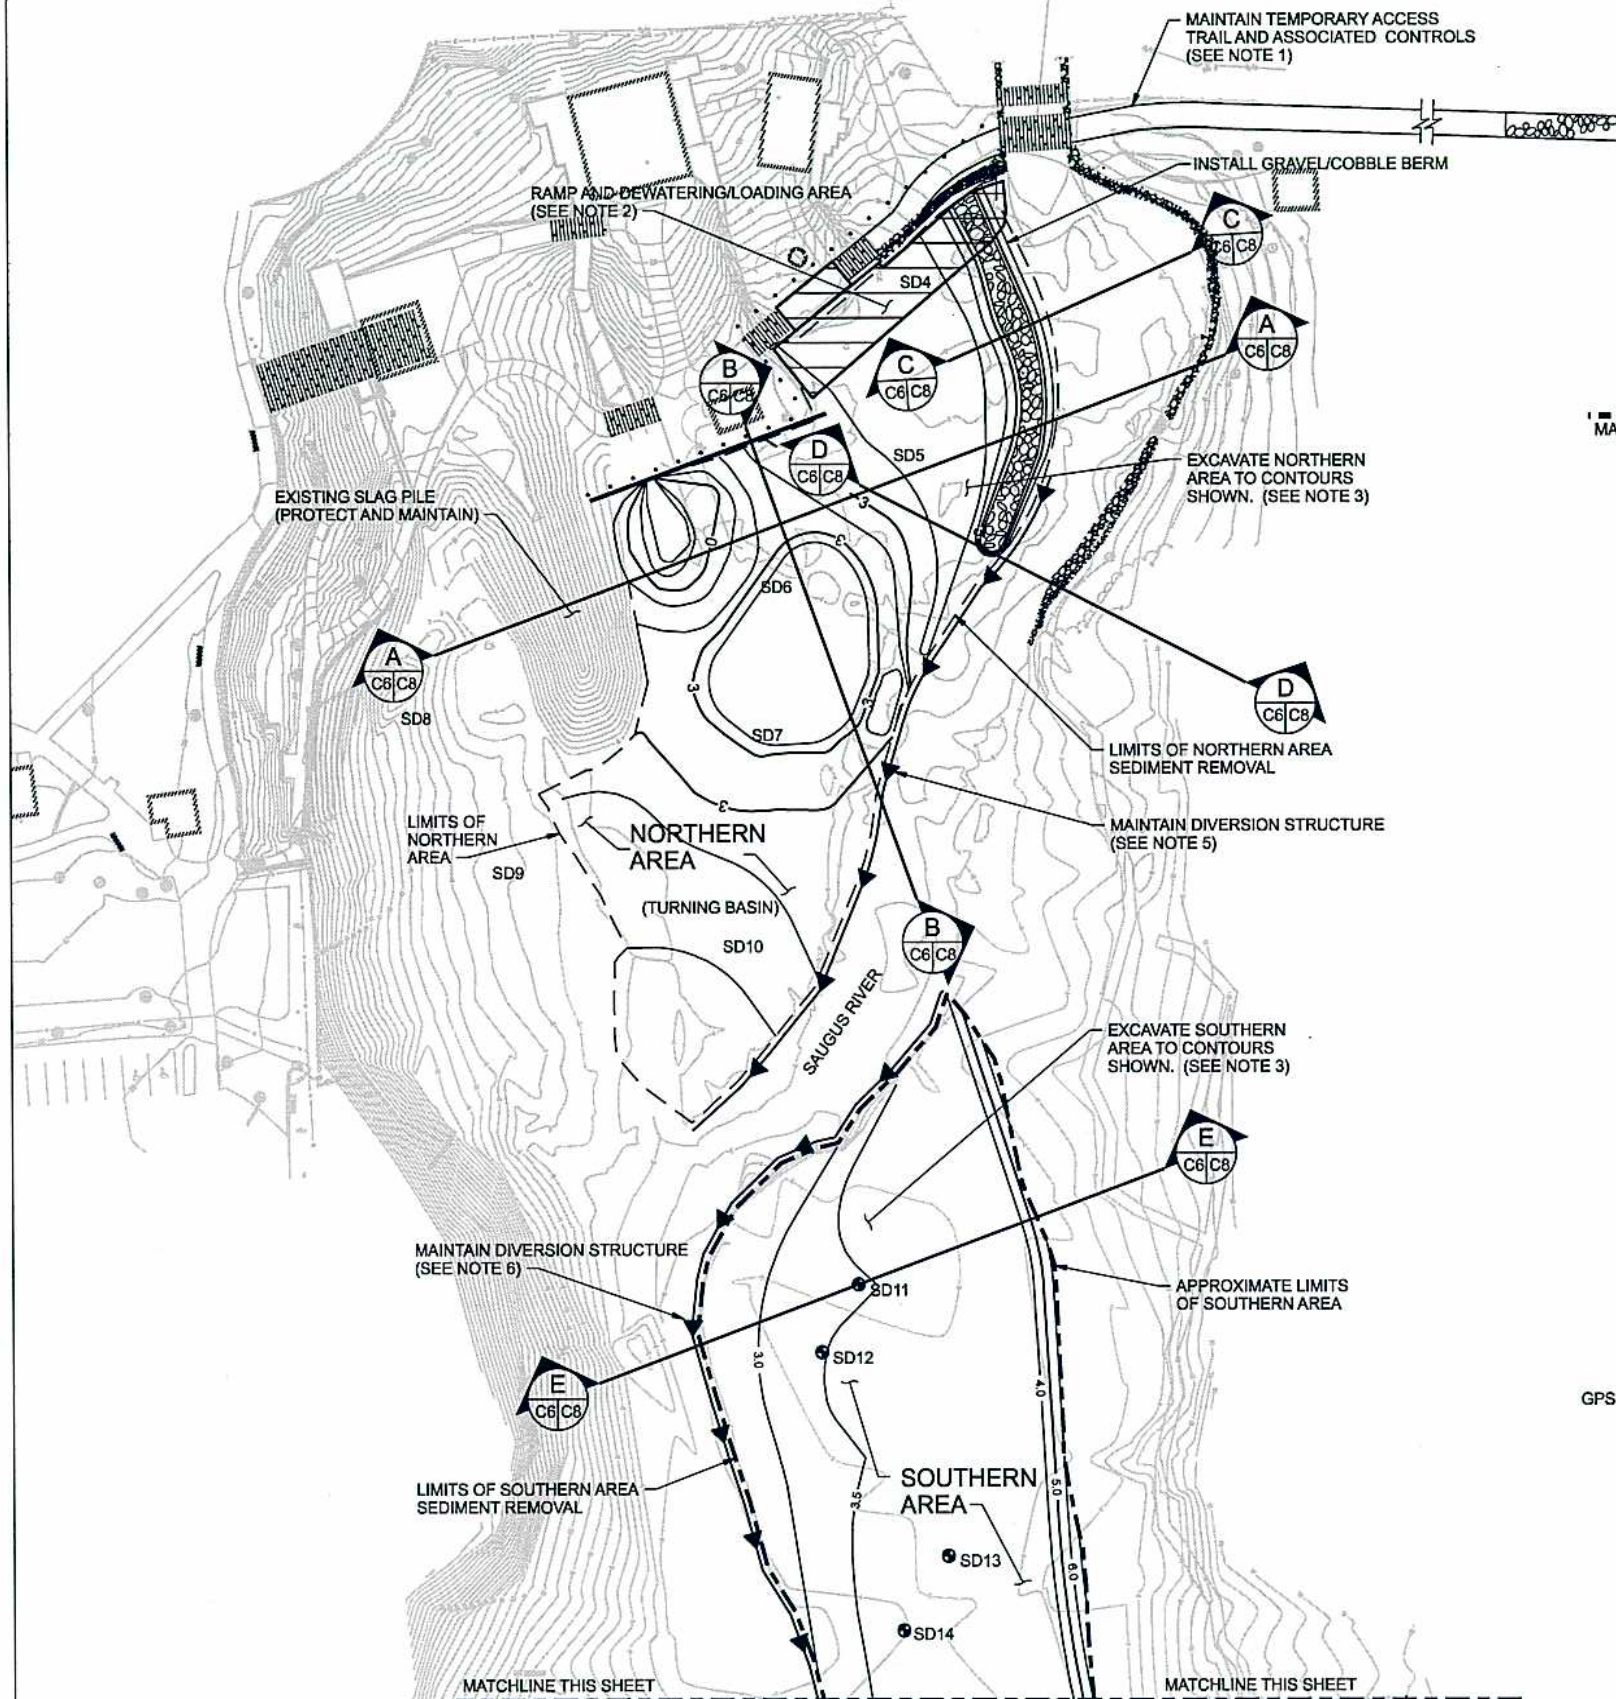 MAINTAIN TEMPORARY ACCESS
TRAIL AND ASSOCIATED CONTROLS
(SEE NOTE 1)
INSTALL GRAVEL/COBBLE BERM
RAMP AND DEWATERING/LOADING AREA
(SEE NOTE 2)
C
C6 C8
SD4
A
C6 C8
B
C6 C8
C
C6 C8
MA
D
C6 C8
SD5
EXCAVATE NORTHERN
AREA TO CONTOURS
SHOWN. (SEE NOTE 3)
EXISTING SLAG PILE
(PROTECT AND MAINTAIN)
-3
0
3
SD6
A
C6 C8
SD8
3
3
D
C6 C8
SD7
LIMITS OF NORTHERN AREA
SEDIMENT REMOVAL
3
LIMITS OF
NORTHERN
AREA
NORTHERN
AREA
MAINTAIN DIVERSION STRUCTURE
(SEE NOTE 5)
SD9
(TURNING BASIN)
SD10
B
C6 C8
SAUGUS RIVER
EXCAVATE SOUTHERN
AREA TO CONTOURS
SHOWN. (SEE NOTE 3)
E
C6 C8
MAINTAIN DIVERSION STRUCTURE
(SEE NOTE 6)
SD11
APPROXIMATE LIMITS
OF SOUTHERN AREA
SD12
3.0
4.0
E
C6 C8
GPS
LIMITS OF SOUTHERN AREA
SEDIMENT REMOVAL
SOUTHERN
AREA
3.5
5.0
SD13
6.0
SD14
MATCHLINE THIS SHEET
MATCHLINE THIS SHEET